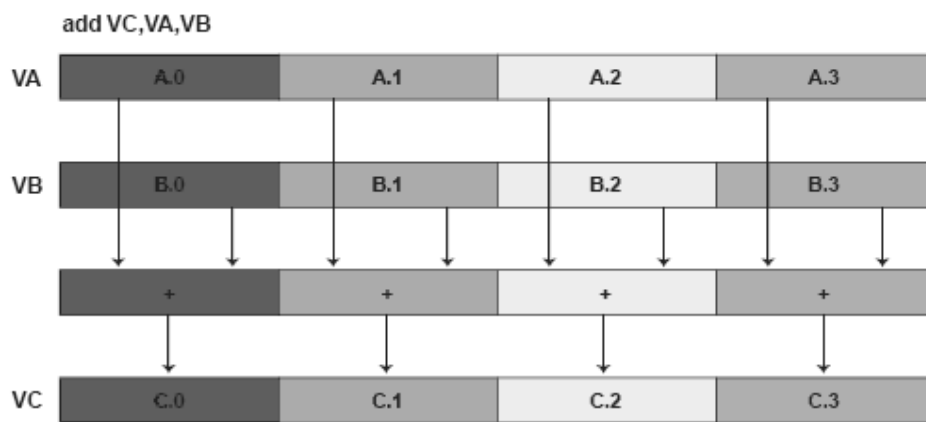 add VC,VA,VB
VA A.0 A.1 A.2 A.3
VB B.0 B.1 B.2 B.3
+ + + +
VC C.0 C.1 C.2 C.3